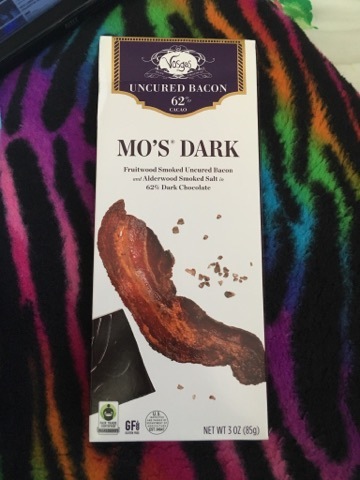 Vosges
UNCURED BACON
62%
CACAO
MO'S® DARK
Fruitwood Smoked Uncured Bacon
and Alderwood Smoked Salt in
62% Dark Chocolate
GF
NET WT 3 OZ (85g)